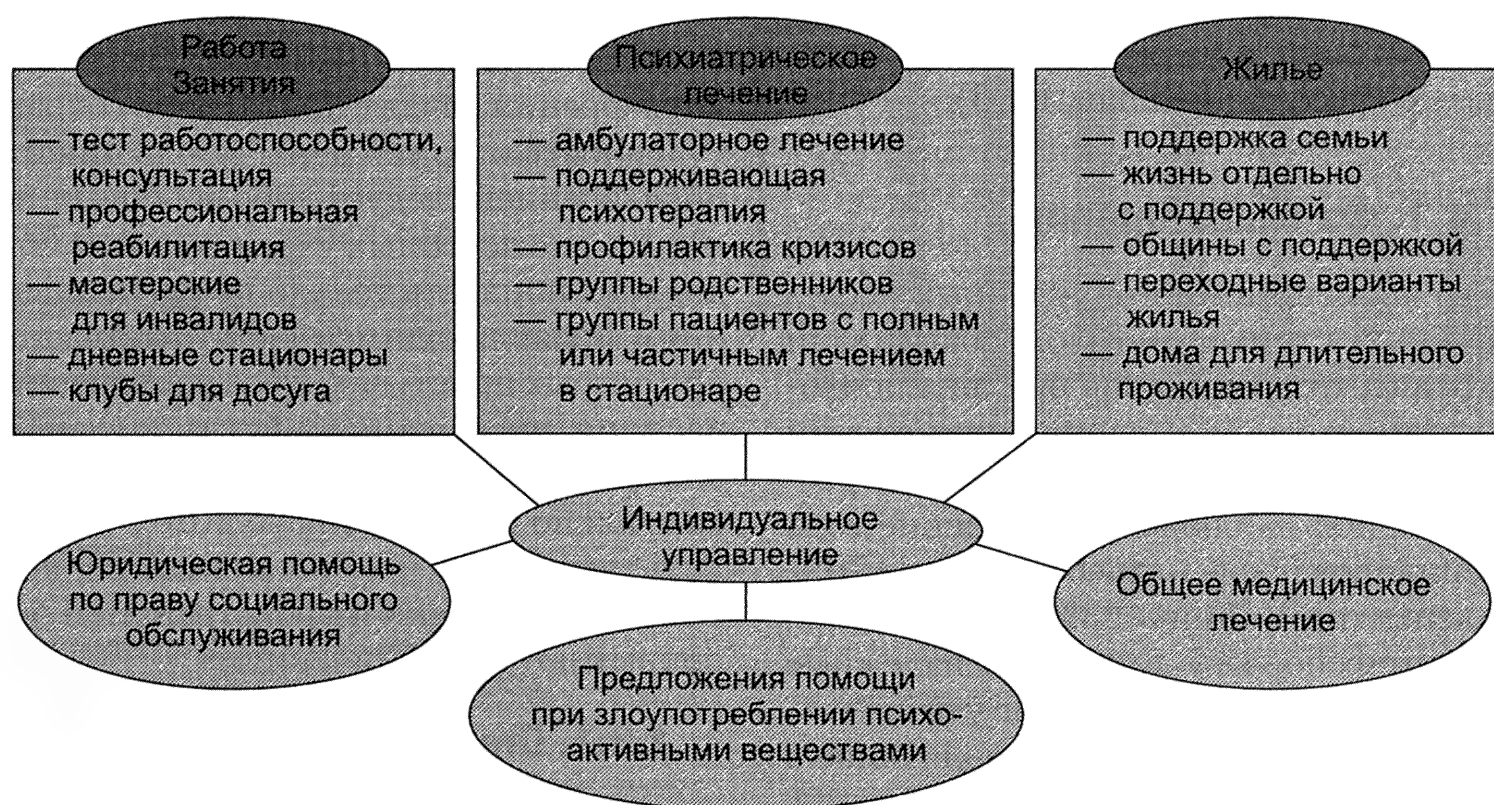 Работа
Занятия
— тест работоспособности,
консультация
— профессиональная
реабилитация
— мастерские
для инвалидов
— дневные стационары
— клубы для досуга
Психиатрическое
лечение
— амбулаторное лечение
— поддерживающая
психотерапия
— профилактика кризисов
— группы родственников
— группы пациентов с полным
или частичным лечением
в стационаре
Жилье
— поддержка семьи
— жизнь отдельно
с поддержкой
— общины с поддержкой
— переходные варианты
жилья
— дома для длительного
проживания
Индивидуальное
управление
Юридическая помощь
по праву социального
обслуживания
Предложения помощи
при злоупотреблении психо-
активными веществами
Общее медицинское
лечение